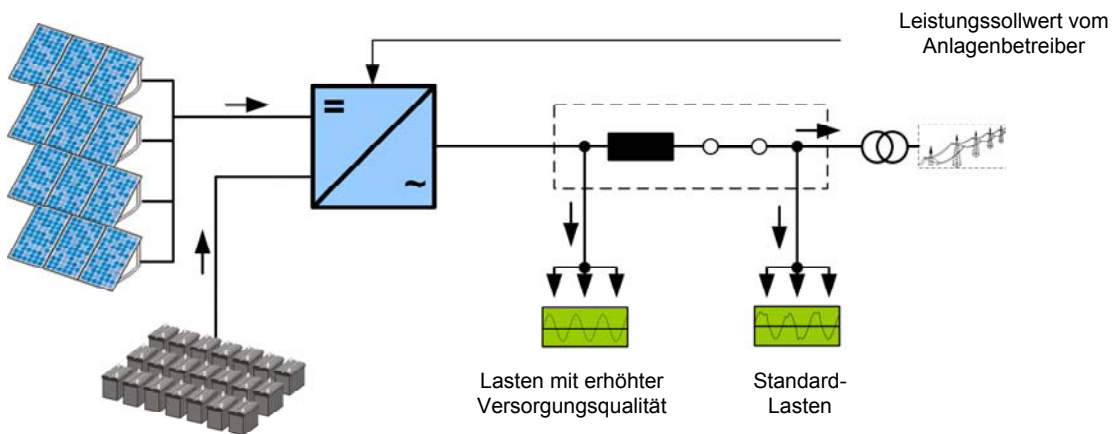 Leistungssollwert vom
Anlagenbetreiber
=
~
Lasten mit erhöhter
Versorgungsqualität
Standard-
Lasten